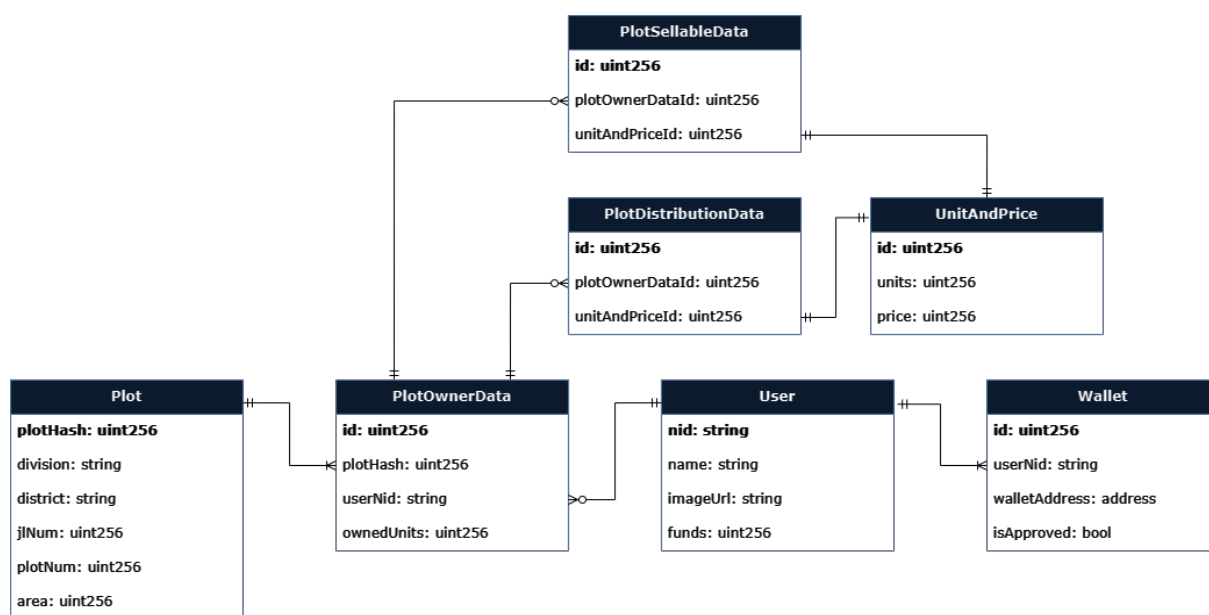 PlotSellableData
id: uint256
plotOwnerDataId: uint256
unitAndPriceId: uint256
PlotDistributionData
id: uint256
plotOwnerDataId: uint256
unitAndPriceId: uint256
UnitAndPrice
id: uint256
units: uint256
price: uint256
Plot
plotHash: uint256
division: string
district: string
jlNum: uint256
plotNum: uint256
area: uint256
PlotOwnerData
id: uint256
plotHash: uint256
userNid: string
ownedUnits: uint256
User
nid: string
name: string
imageUrl: string
funds: uint256
Wallet
id: uint256
userNid: string
walletAddress: address
isApproved: bool